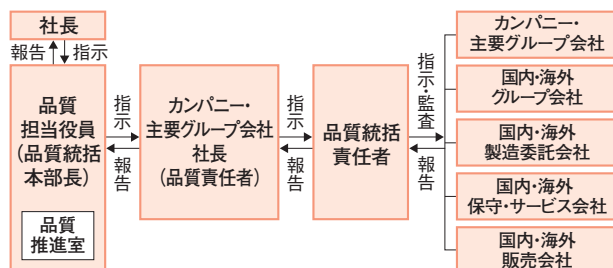 社長
報告
指示
品質
担当役員
(品質統括
本部長)
品質
推進室
指示
報告
カンパニー・
主要グループ会社
社長
(品質責任者)
指示
報告
品質統括
責任者
指示・監査
報告
カンパニー・
主要グループ会社
国内・海外
グループ会社
国内・海外
製造委託会社
国内・海外
保守・サービス会社
国内・海外
販売会社